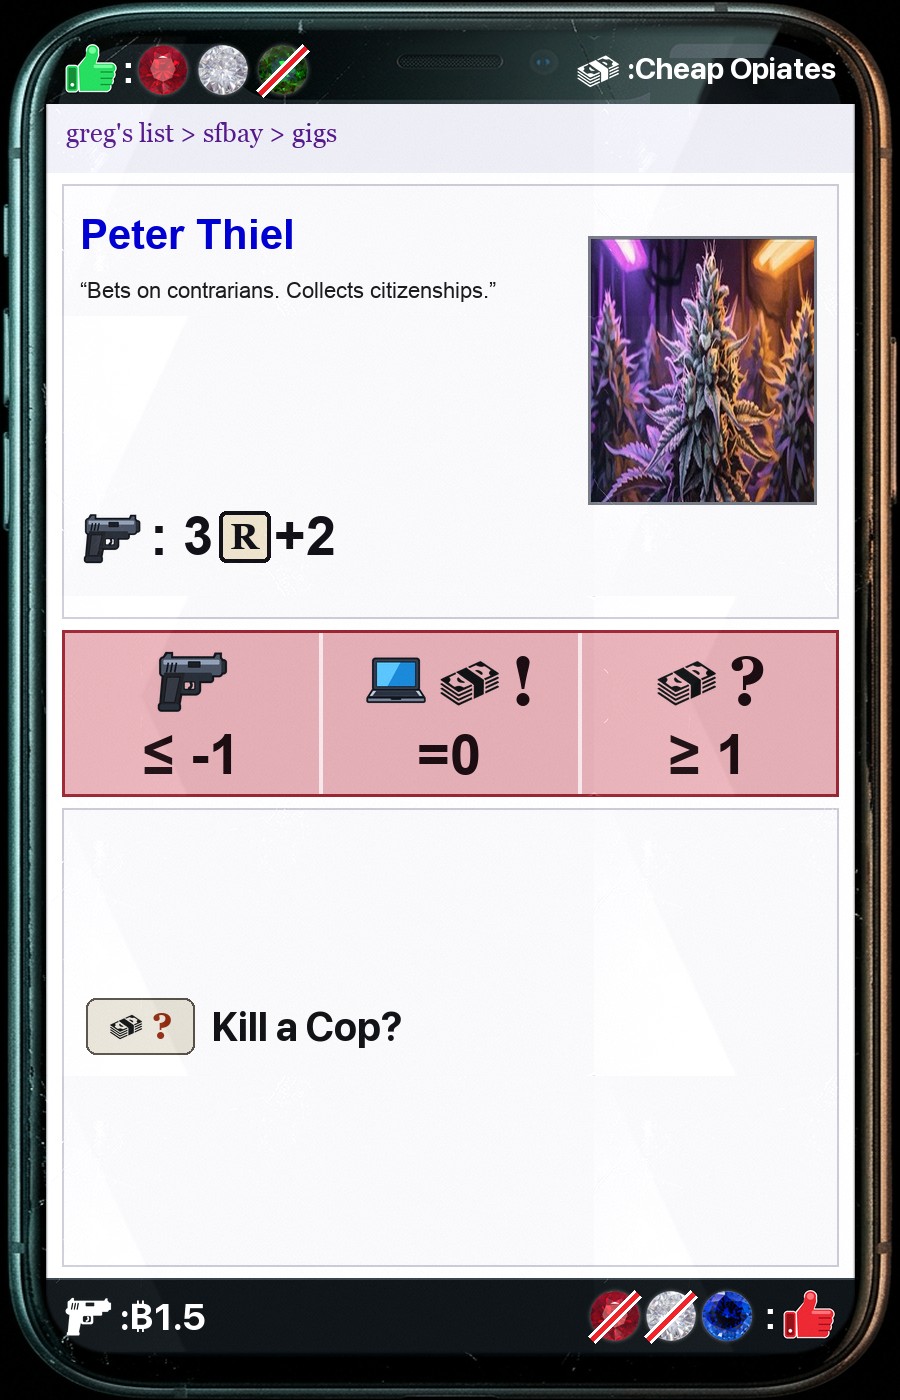 :
:Cheap Opiates
greg's list > sfbay > gigs
Peter Thiel
“Bets on contrarians. Collects citizenships.”
: 3 R +2
≤ -1
! =0
? ≥ 1
? Kill a Cop?
:₿1.5
: